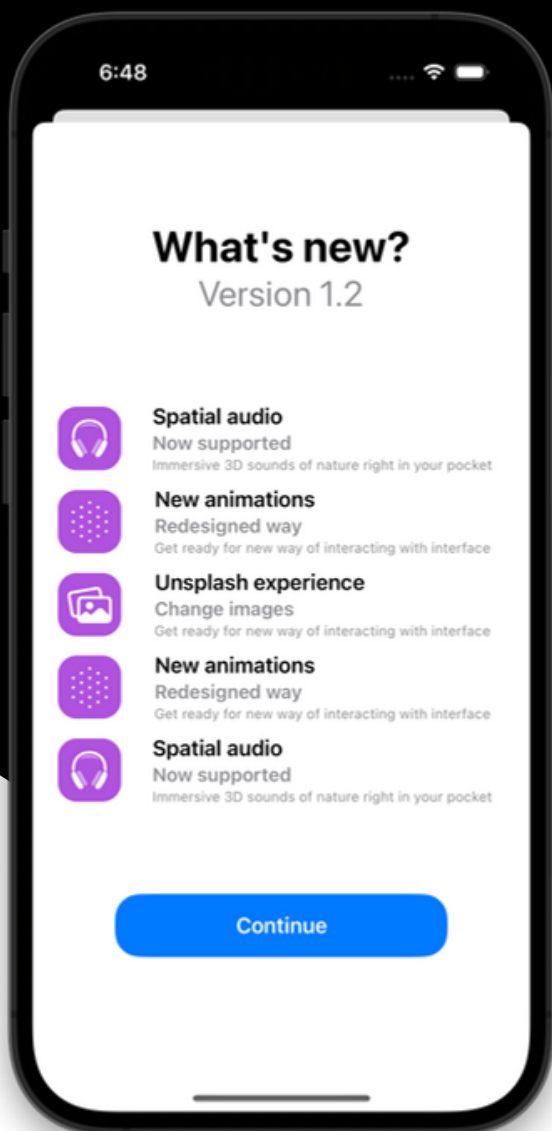 6:48
What's new?
Version 1.2
Spatial audio
Now supported
Immersive 3D sounds of nature right in your pocket
New animations
Redesigned way
Get ready for new way of interacting with interface
Unsplash experience
Change images
Get ready for new way of interacting with interface
New animations
Redesigned way
Get ready for new way of interacting with interface
Spatial audio
Now supported
Immersive 3D sounds of nature right in your pocket
Continue